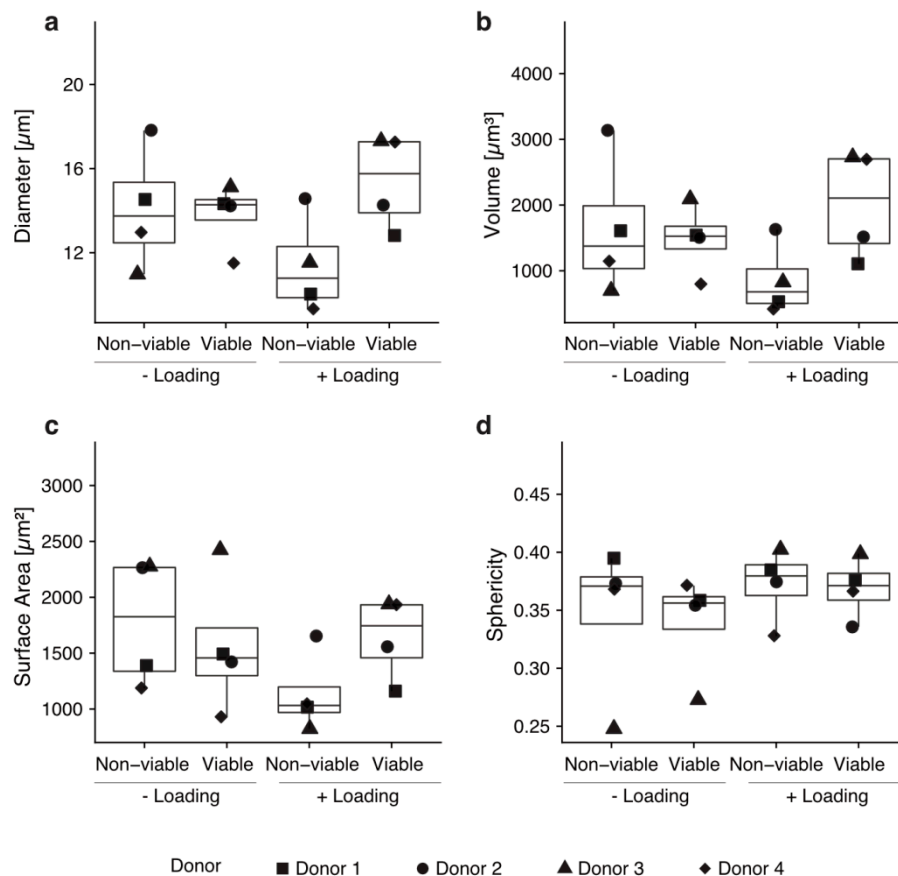 a
Diameter [µm]
20
16
12
Non–viable Viable Non–viable Viable
- Loading + Loading
b
Volume [µm³]
4000
3000
2000
1000
Non–viable Viable Non–viable Viable
- Loading + Loading
c
Surface Area [µm²]
3000
2500
2000
1500
1000
Non–viable Viable Non–viable Viable
- Loading + Loading
d
Sphericity
0.45
0.40
0.35
0.30
0.25
Non–viable Viable Non–viable Viable
- Loading + Loading
Donor Donor 1 Donor 2 Donor 3 Donor 4